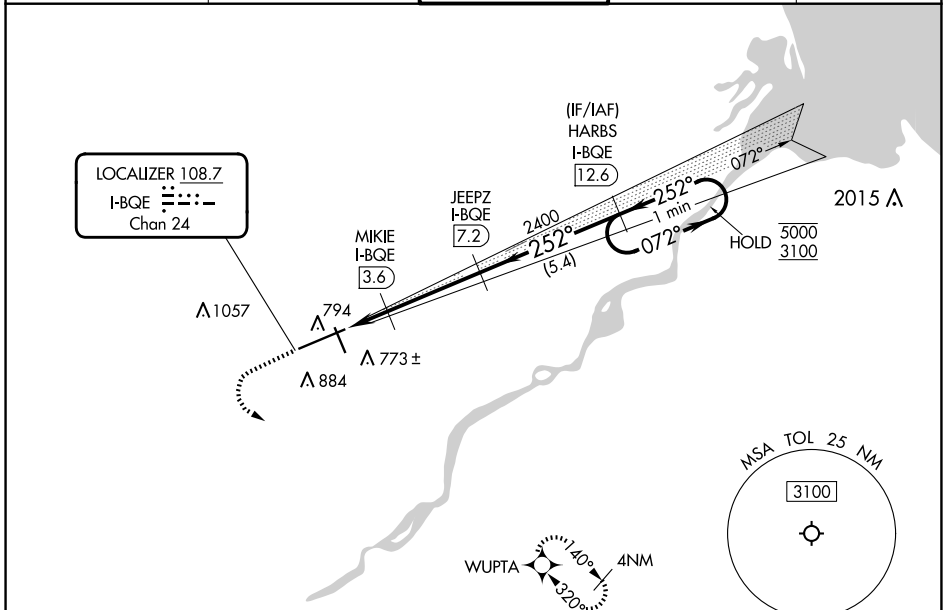 (IF/IAF)
HARBS
I-BQE
12.6
072°
252°
1 min
072°
HOLD
5000
3100
2015
LOCALIZER 108.7
I-BQE
Chan 24
JEEPZ
I-BQE
7.2
2400
252°
(5.4)
MIKIE
I-BQE
3.6
1057
794
773 ±
884
MSA TOL 25 NM
3100
WUPTA
140°
4NM
320°